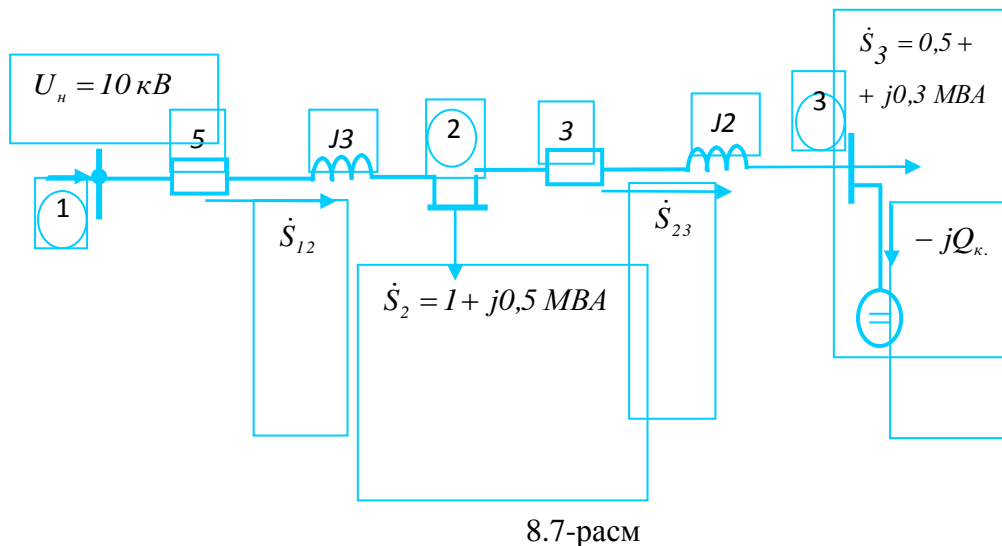 Uн = 10 кВ
5
J3
2
3
J2
3
Ṡ3 = 0,5 +
+ j0,3 МВА
1
Ṡ12
Ṡ23
− jQк.
Ṡ2 = 1 + j0,5 МВА
8.7-расм